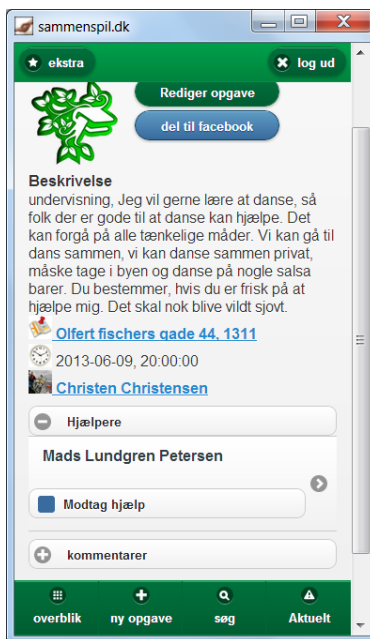 sammenspil.dk
ekstra
log ud
Rediger opgave
del til facebook
Beskrivelse
undervisning, Jeg vil gerne lære at danse, så
folk der er gode til at danse kan hjælpe. Det
kan forgå på alle tænkelige måder. Vi kan gå til
dans sammen, vi kan danse sammen privat,
måske tage i byen og danse på nogle salsa
barer. Du bestemmer, hvis du er frisk på at
hjælpe mig. Det skal nok blive vildt sjovt.
Olfert fischers gade 44, 1311
2013-06-09, 20:00:00
Christen Christensen
Hjælpere
Mads Lundgren Petersen
Modtag hjælp
kommentarer
overblik ny opgave søg Aktuelt